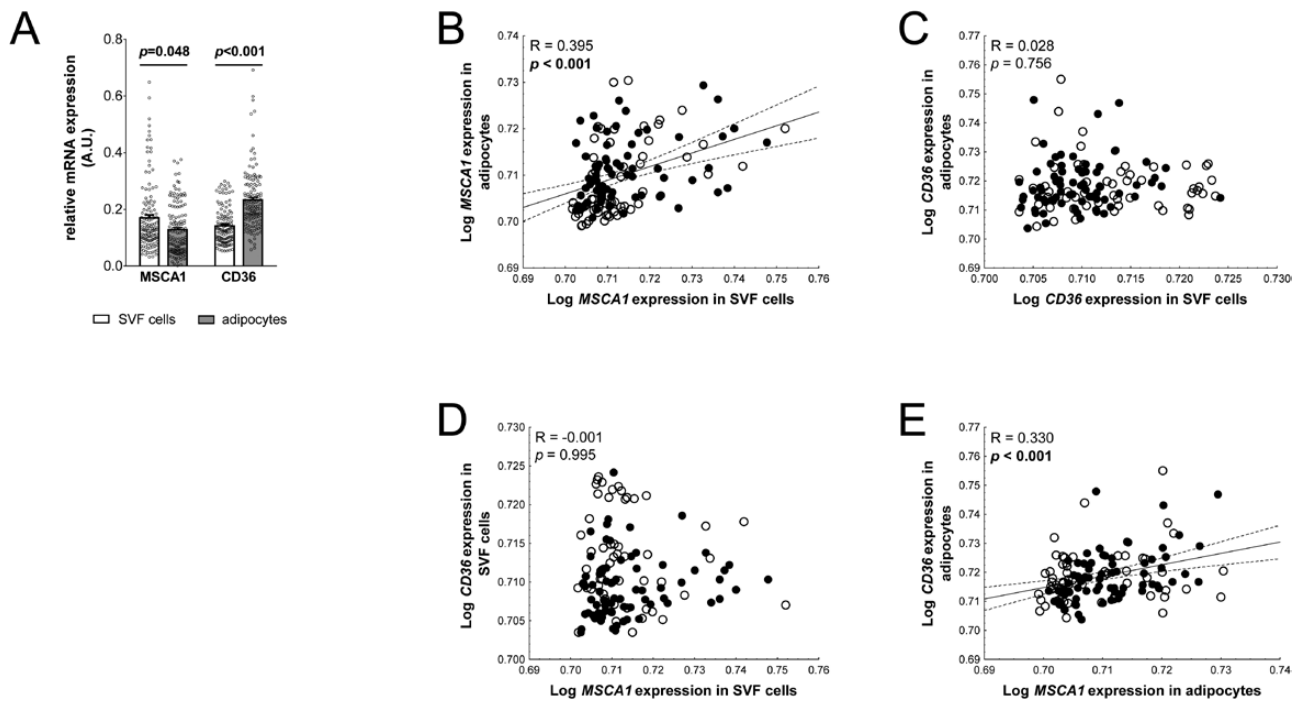 A
relative mRNA expression
(A.U.)
0.8
0.6
0.4
0.2
0.0
p=0.048
p<0.001
MSCA1
CD36
SVF cells
adipocytes
B
R = 0.395
p < 0.001
Log MSCA1 expression in
adipocytes
0.74
0.73
0.72
0.71
0.70
0.69
0.69 0.70 0.71 0.72 0.73 0.74 0.75 0.76
Log MSCA1 expression in SVF cells
C
R = 0.028
p = 0.756
Log CD36 expression in
adipocytes
0.77
0.76
0.75
0.74
0.73
0.72
0.71
0.70
0.69
0.700 0.705 0.710 0.715 0.720 0.725 0.730
Log CD36 expression in SVF cells
D
R = -0.001
p = 0.995
Log CD36 expression in
SVF cells
0.730
0.725
0.720
0.715
0.710
0.705
0.700
0.69 0.70 0.71 0.72 0.73 0.74 0.75 0.76
Log MSCA1 expression in SVF cells
E
R = 0.330
p < 0.001
Log CD36 expression in
adipocytes
0.77
0.76
0.75
0.74
0.73
0.72
0.71
0.70
0.69
0.69 0.70 0.71 0.72 0.73 0.74
Log MSCA1 expression in adipocytes